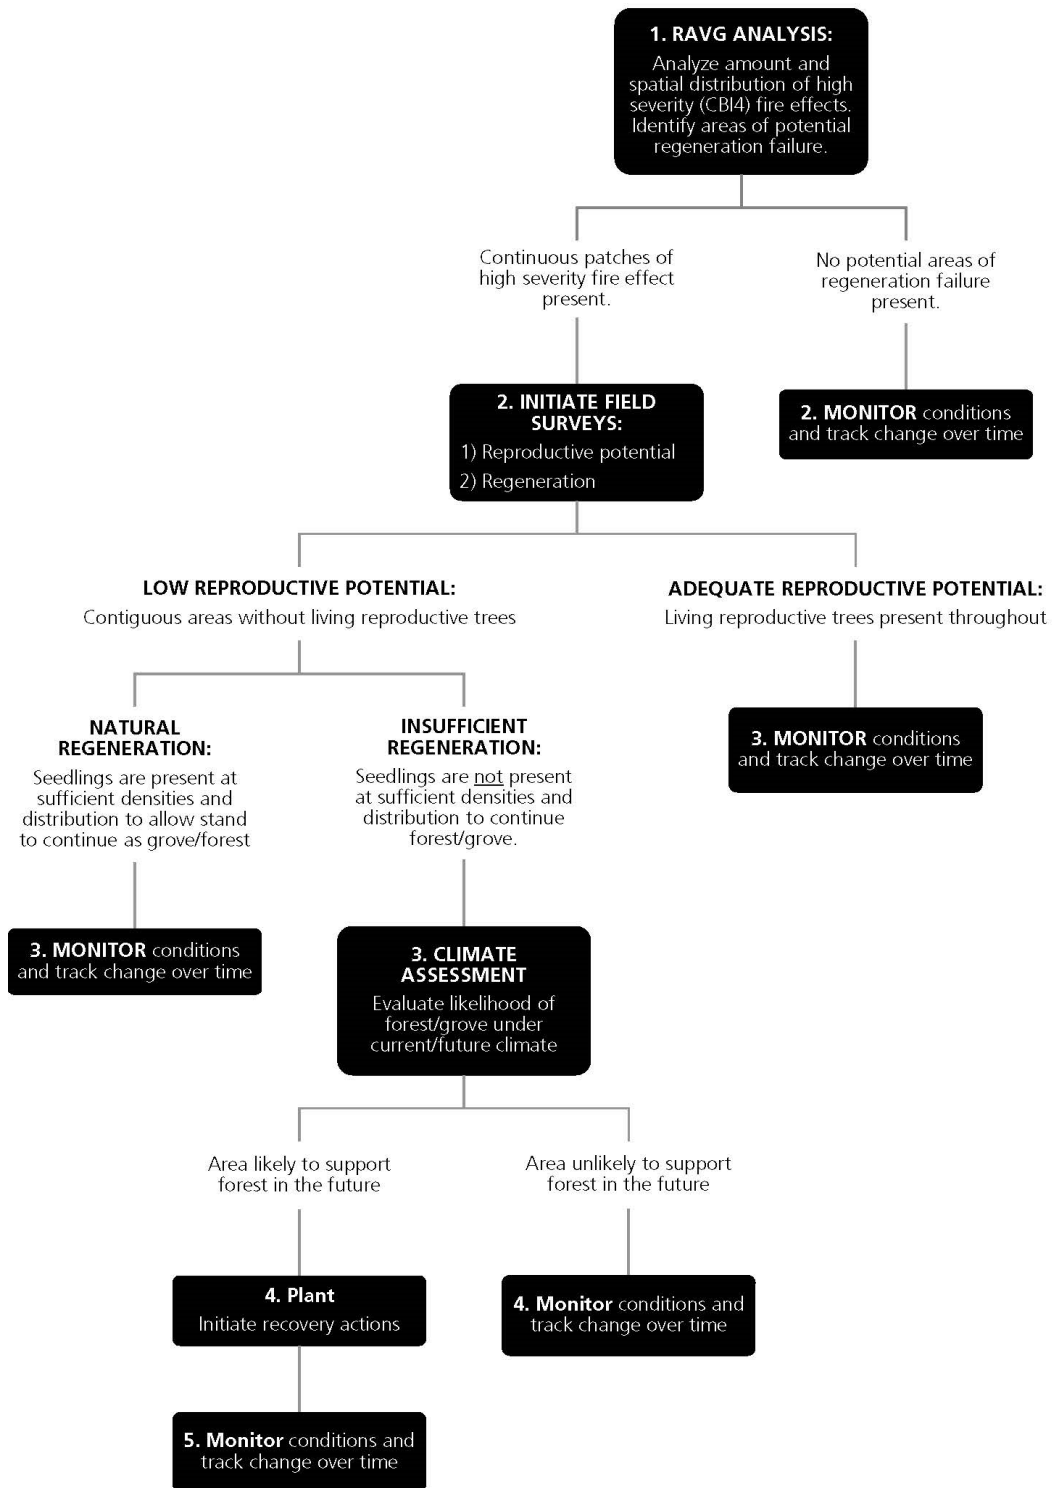 1. RAVG ANALYSIS:
Analyze amount and
spatial distribution of high
severity (CBI4) fire effects.
Identify areas of potential
regeneration failure.
Continuous patches of
high severity fire effect
present.
No potential areas of
regeneration failure
present.
2. INITIATE FIELD
SURVEYS:
1) Reproductive potential
2) Regeneration
2. MONITOR conditions
and track change over time
LOW REPRODUCTIVE POTENTIAL:
Contiguous areas without living reproductive trees
ADEQUATE REPRODUCTIVE POTENTIAL:
Living reproductive trees present throughout
NATURAL
REGENERATION:
Seedlings are present at
sufficient densities and
distribution to allow stand
to continue as grove/forest
INSUFFICIENT
REGENERATION:
Seedlings are not present
at sufficient densities and
distribution to continue
forest/grove.
3. MONITOR conditions
and track change over time
3. MONITOR conditions
and track change over time
3. CLIMATE
ASSESSMENT
Evaluate likelihood of
forest/grove under
current/future climate
Area likely to support
forest in the future
Area unlikely to support
forest in the future
4. Plant
Initiate recovery actions
4. Monitor conditions and
track change over time
5. Monitor conditions and
track change over time